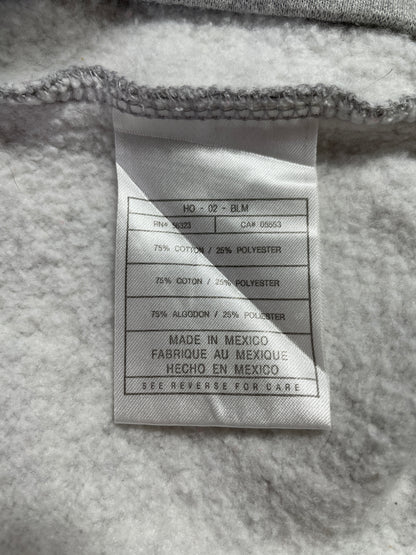 HO - 02 - BLM
RN# 56323 CA# 05553
75% COTTON / 25% POLYESTER
75% COTON / 25% POLYESTER
75% ALGODON / 25% POLIESTER
MADE IN MEXICO
FABRIQUE AU MEXIQUE
HECHO EN MEXICO
SEE REVERSE FOR CARE